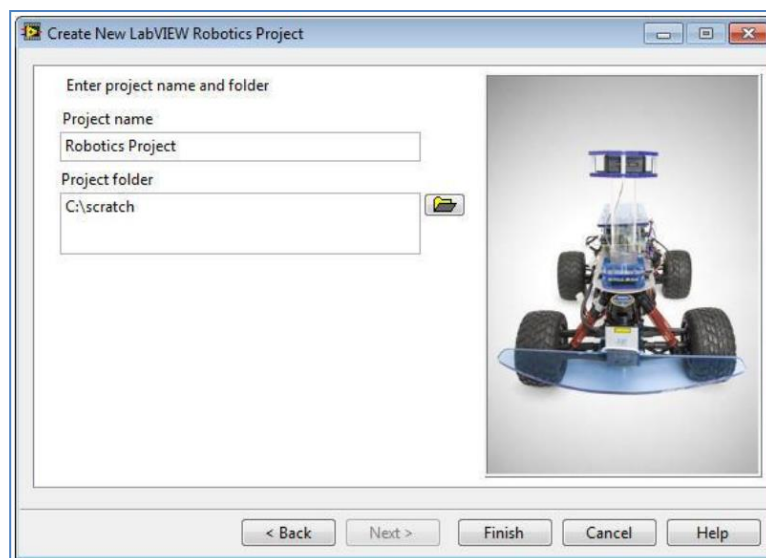 Create New LabVIEW Robotics Project
Enter project name and folder
Project name
Robotics Project
Project folder
C:\scratch
< Back Next > Finish Cancel Help